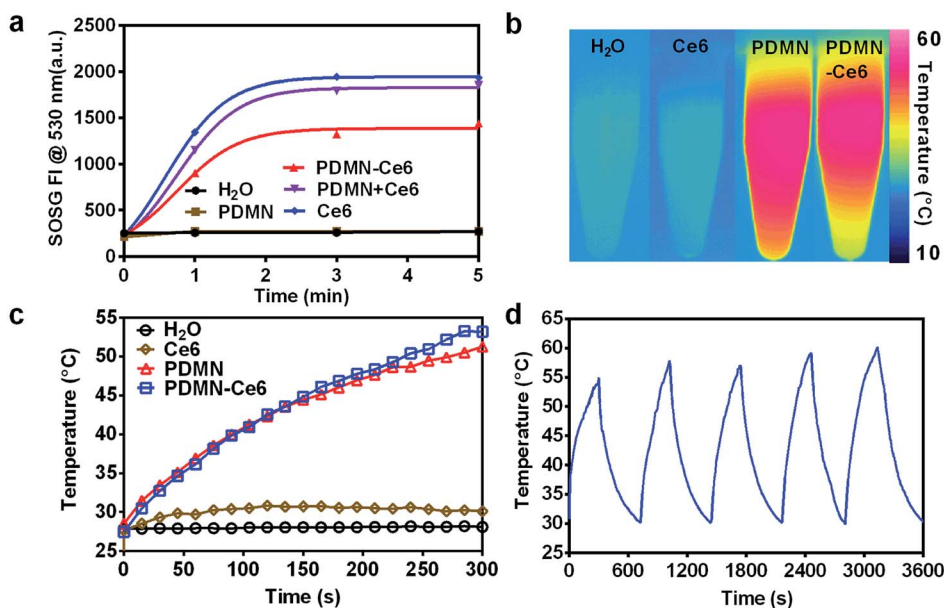 a
2500
2000
1500
1000
500
0
SOSG FI @ 530 nm(a.u.)
PDMN-Ce6
H₂O
PDMN+Ce6
PDMN
Ce6
0 1 2 3 4 5
Time (min)
b
H₂O Ce6 PDMN PDMN
-Ce6
60
Temperature (°C)
10
c
55
50
45
40
35
30
25
Temperature (°C)
H₂O
Ce6
PDMN
PDMN-Ce6
0 50 100 150 200 250 300
Time (s)
d
65
60
55
50
45
40
35
30
25
Temperature (°C)
0 600 1200 1800 2400 3000 3600
Time (s)